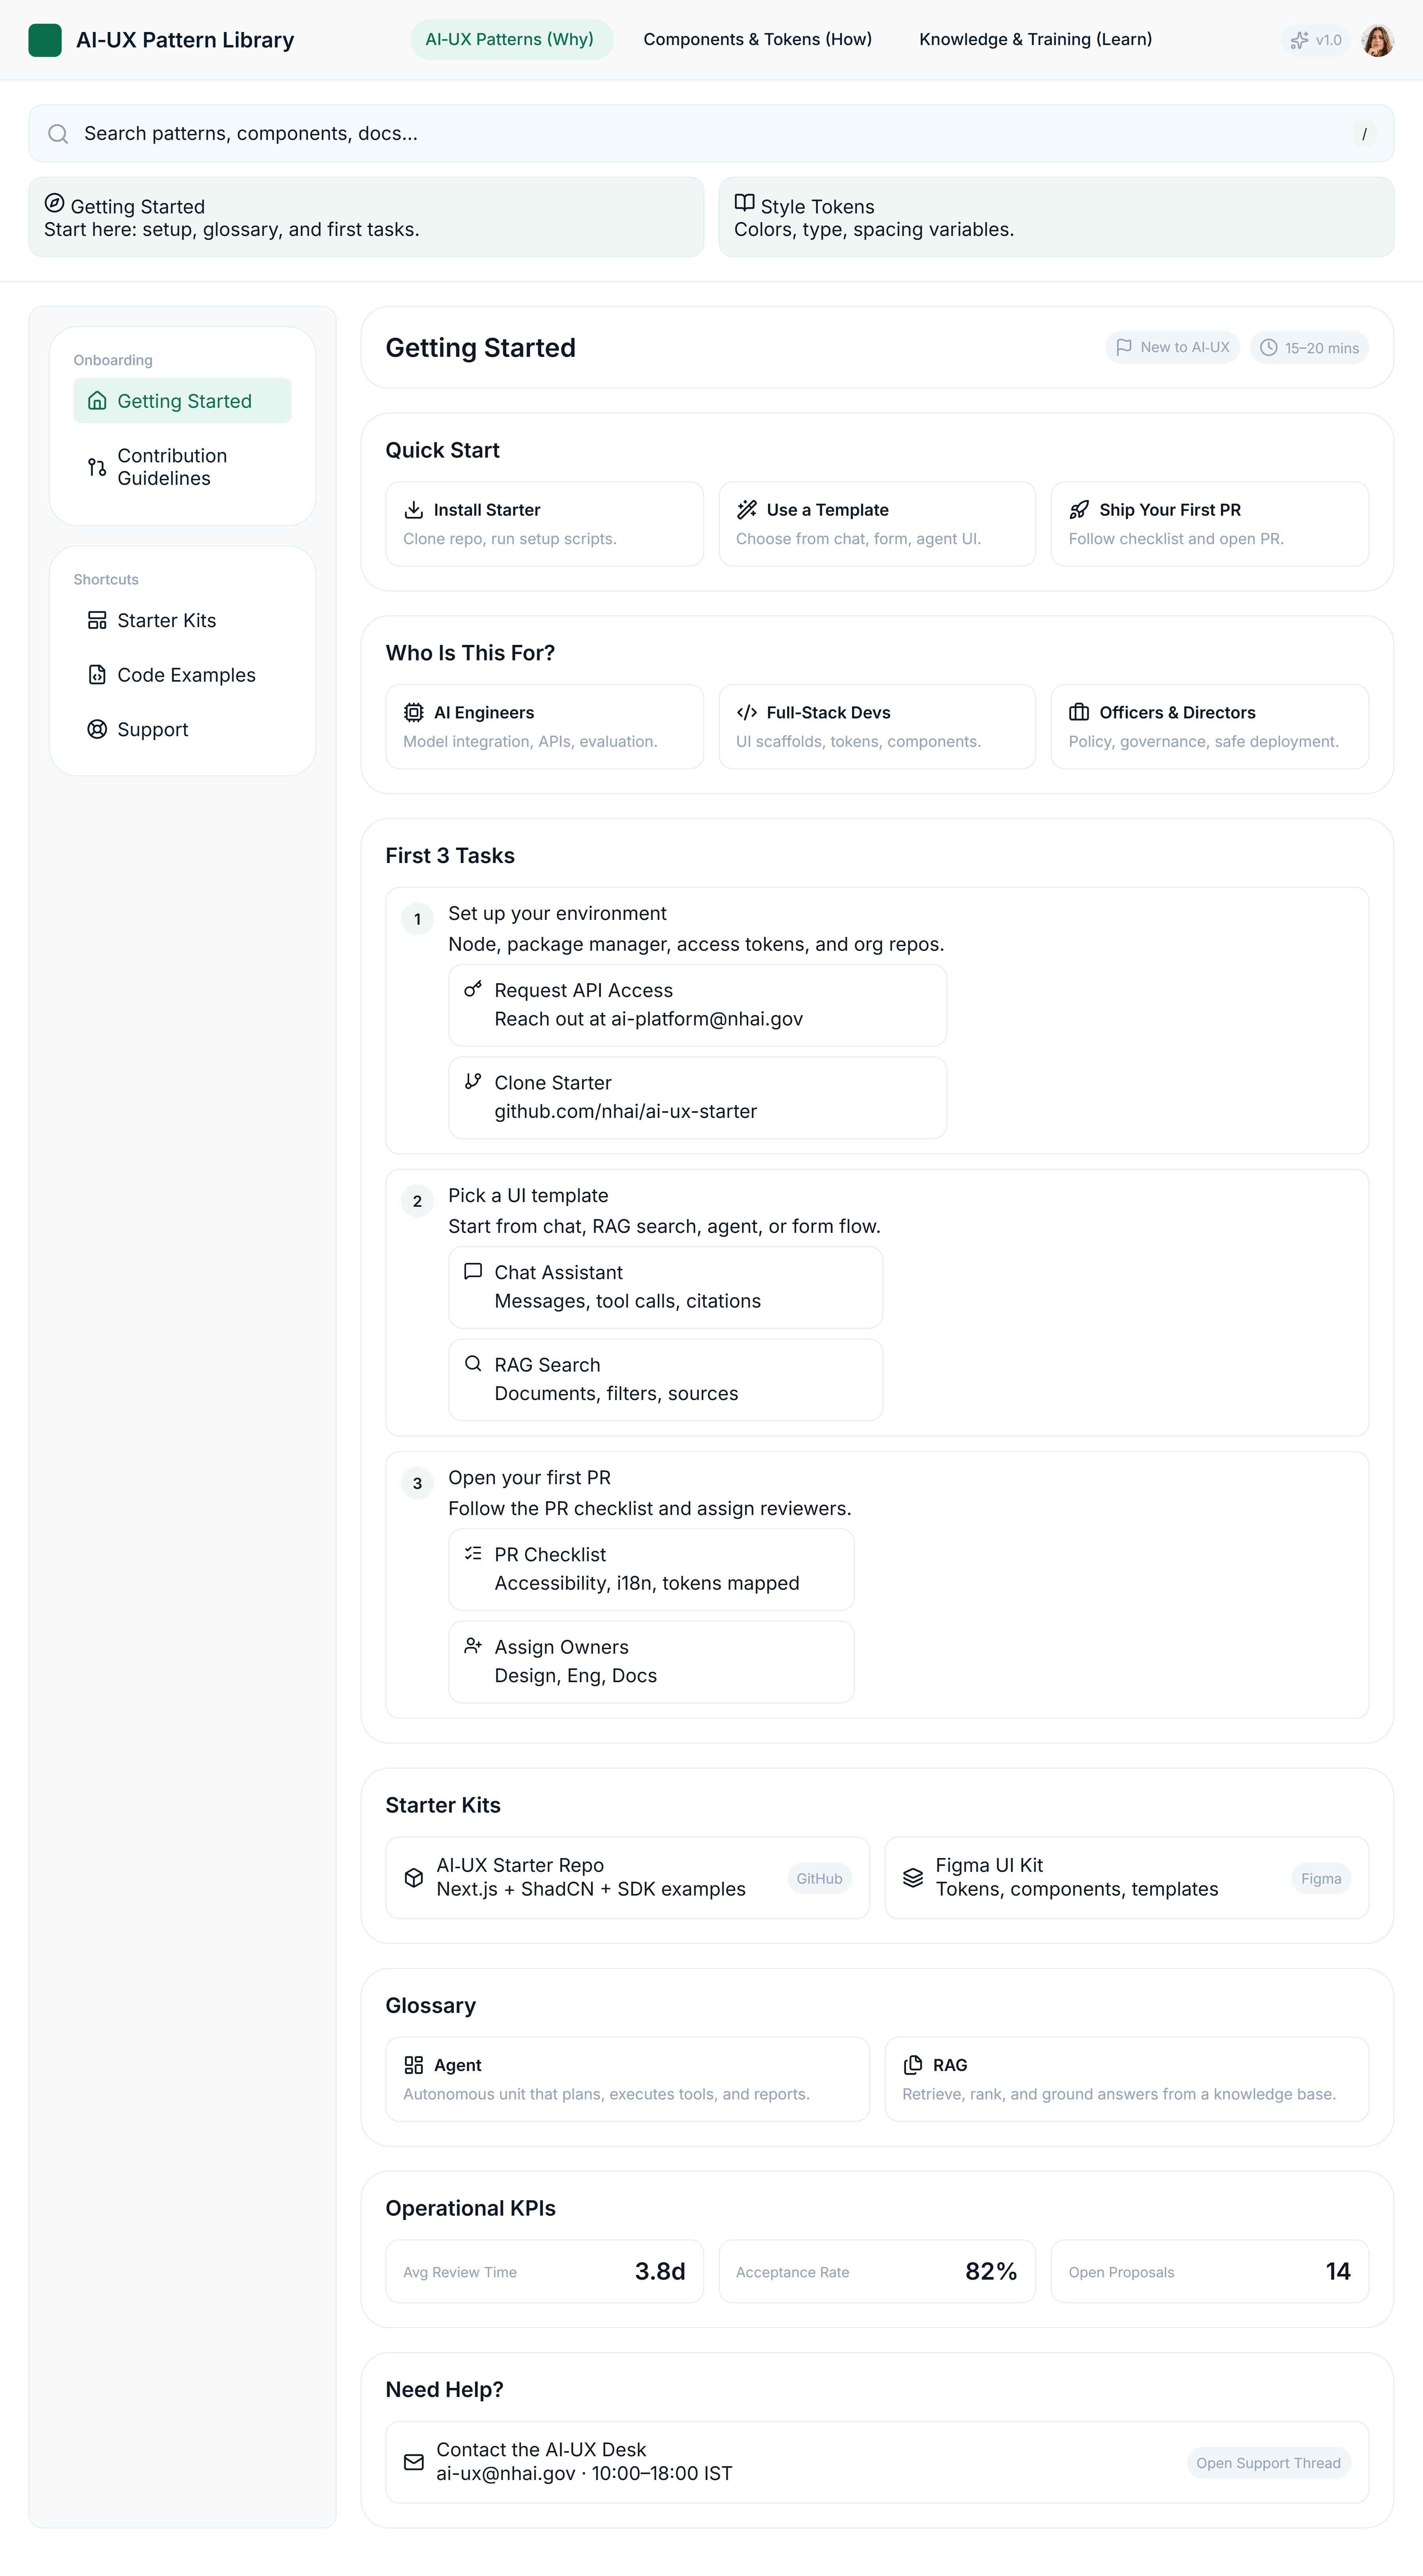 AI-UX Pattern Library
AI-UX Patterns (Why)
Components & Tokens (How)
Knowledge & Training (Learn)
v1.0
Search patterns, components, docs...
/
Getting Started
Start here: setup, glossary, and first tasks.
Style Tokens
Colors, type, spacing variables.
Onboarding
Getting Started
Contribution
Guidelines
Shortcuts
Starter Kits
Code Examples
Support
Getting Started
New to AI-UX
15–20 mins
Quick Start
Install Starter
Clone repo, run setup scripts.
Use a Template
Choose from chat, form, agent UI.
Ship Your First PR
Follow checklist and open PR.
Who Is This For?
AI Engineers
Model integration, APIs, evaluation.
Full-Stack Devs
UI scaffolds, tokens, components.
Officers & Directors
Policy, governance, safe deployment.
First 3 Tasks
1
Set up your environment
Node, package manager, access tokens, and org repos.
Request API Access
Reach out at ai-platform@nhai.gov
Clone Starter
github.com/nhai/ai-ux-starter
2
Pick a UI template
Start from chat, RAG search, agent, or form flow.
Chat Assistant
Messages, tool calls, citations
RAG Search
Documents, filters, sources
3
Open your first PR
Follow the PR checklist and assign reviewers.
PR Checklist
Accessibility, i18n, tokens mapped
Assign Owners
Design, Eng, Docs
Starter Kits
AI-UX Starter Repo
Next.js + ShadCN + SDK examples
GitHub
Figma UI Kit
Tokens, components, templates
Figma
Glossary
Agent
Autonomous unit that plans, executes tools, and reports.
RAG
Retrieve, rank, and ground answers from a knowledge base.
Operational KPIs
Avg Review Time
3.8d
Acceptance Rate
82%
Open Proposals
14
Need Help?
Contact the AI-UX Desk
ai-ux@nhai.gov · 10:00–18:00 IST
Open Support Thread